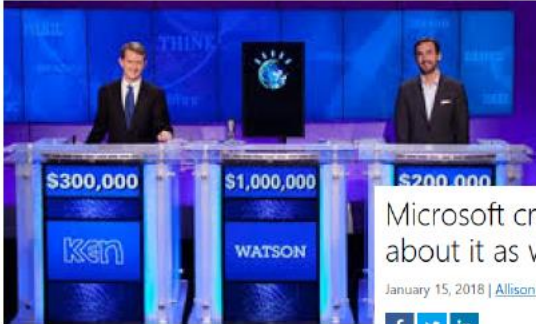 THINK
$300,000
$1,000,000
$200,000
Ken
WATSON
Microsoft cr
about it as w
January 15, 2018 | Allison